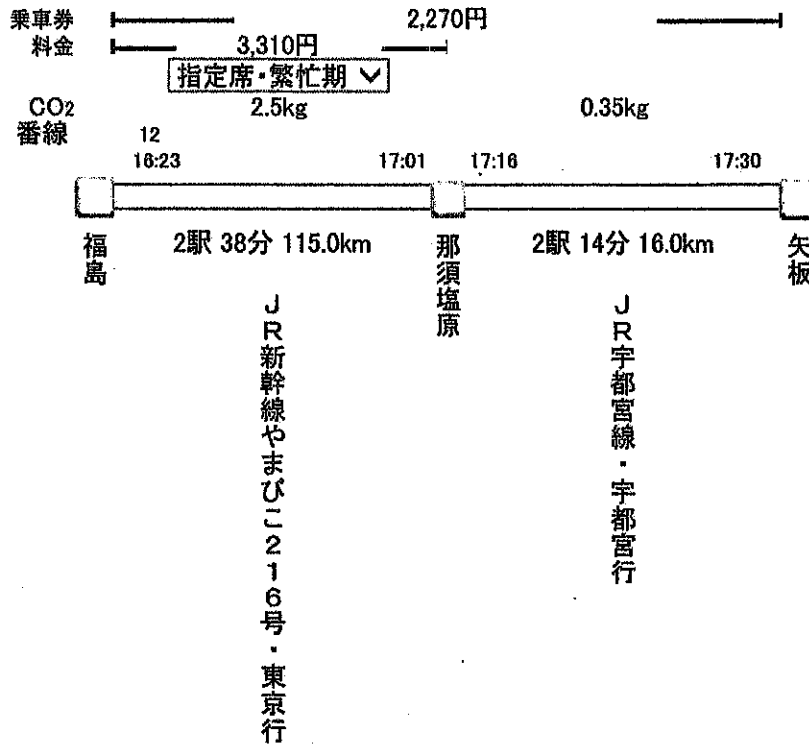 乗車券 2,270円
料金 3,310円
指定席・繁忙期
CO2 2.5kg 0.35kg
番線 12
16:23 17:01 17:16 17:30
福島 2駅 38分 115.0km 那須塩原 2駅 14分 16.0km 矢板
JR新幹線やまびこ216号・東京行
JR宇都宮線・宇都宮行